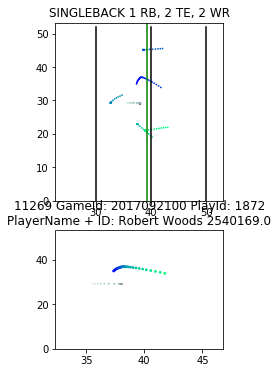 SINGLEBACK 1 RB, 2 TE, 2 WR
50
40
30
20
10
0
30 40 50
11269 GameId: 2017092100 PlayId: 1872
PlayerName + ID: Robert Woods 2540169.0
40
20
0
35 40 45